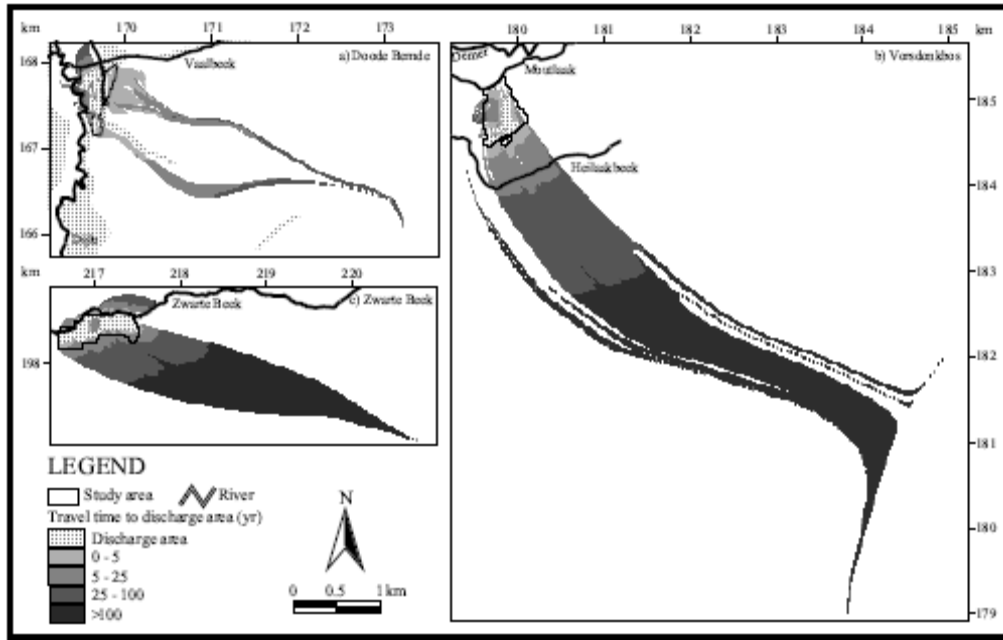 km 170 171 172 173
168
167
166
Vaalbeek
a) Doode Bemde
Dijle
km 217 218 219 220
198
Zwarte Beek
c) Zwarte Beek
180 181 182 183 184 185 km
185
184
183
182
181
180
179
Demer
Moutlaak
b) Vorsdonkbos
Heilaakbeek
LEGEND
Study area River
Travel time to discharge area (yr)
Discharge area
0 - 5
5 - 25
25 - 100
>100
N
0 0.5 1 km